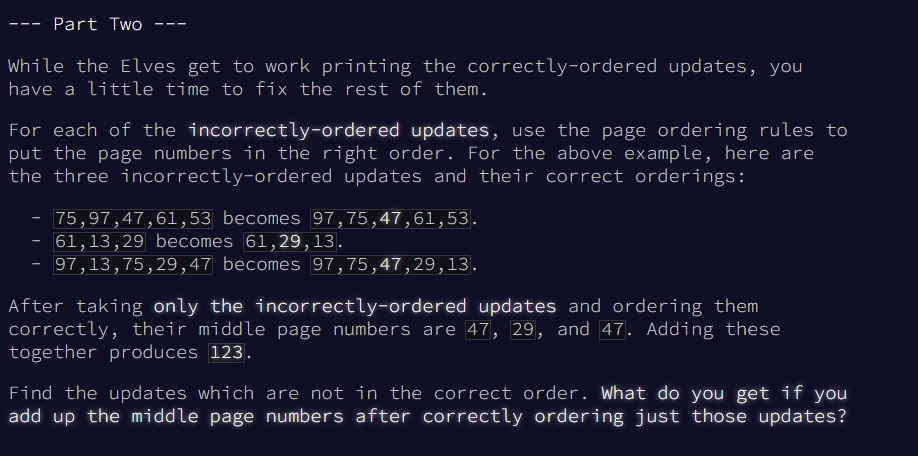 --- Part Two ---
While the Elves get to work printing the correctly-ordered updates, you
have a little time to fix the rest of them.
For each of the incorrectly-ordered updates, use the page ordering rules to
put the page numbers in the right order. For the above example, here are
the three incorrectly-ordered updates and their correct orderings:
- 75,97,47,61,53 becomes 97,75,47,61,53.
- 61,13,29 becomes 61,29,13.
- 97,13,75,29,47 becomes 97,75,47,29,13.
After taking only the incorrectly-ordered updates and ordering them
correctly, their middle page numbers are 47, 29, and 47. Adding these
together produces 123.
Find the updates which are not in the correct order. What do you get if you
add up the middle page numbers after correctly ordering just those updates?